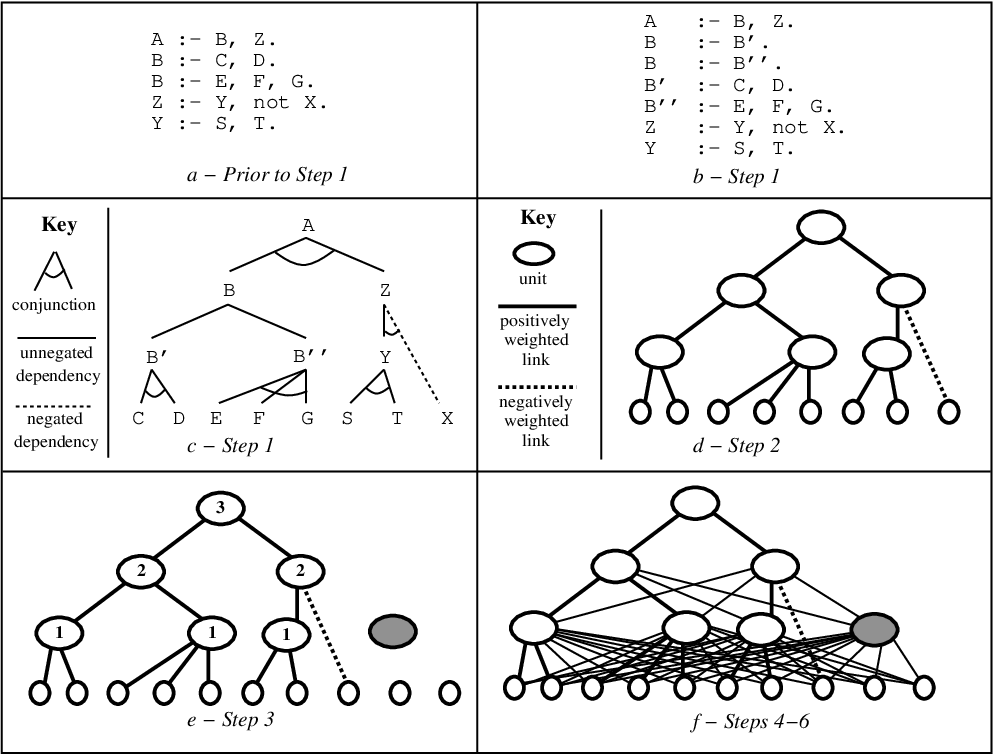 A :- B, Z.
B :- C, D.
B :- E, F, G.
Z :- Y, not X.
Y :- S, T.
a – Prior to Step 1
A :- B, Z.
B :- B'.
B :- B''.
B' :- C, D.
B'' :- E, F, G.
Z :- Y, not X.
Y :- S, T.
b – Step 1
Key
conjunction
unnegated
dependency
negated
dependency
A
B Z
B' B'' Y
C D E F G S T X
c – Step 1
Key
unit
positively
weighted
link
negatively
weighted
link
d – Step 2
3
2 2
1 1 1
e – Step 3
f – Steps 4–6